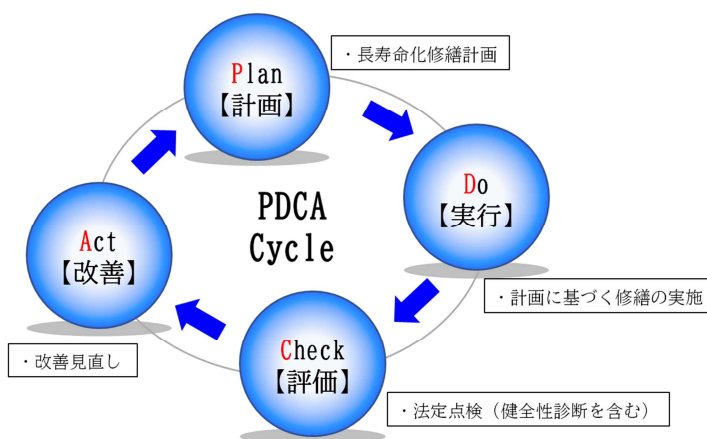 Plan
【計画】
・長寿命化修繕計画
Do
【実行】
・計画に基づく修繕の実施
PDCA
Cycle
Check
【評価】
・法定点検（健全性診断を含む）
Act
【改善】
・改善見直し